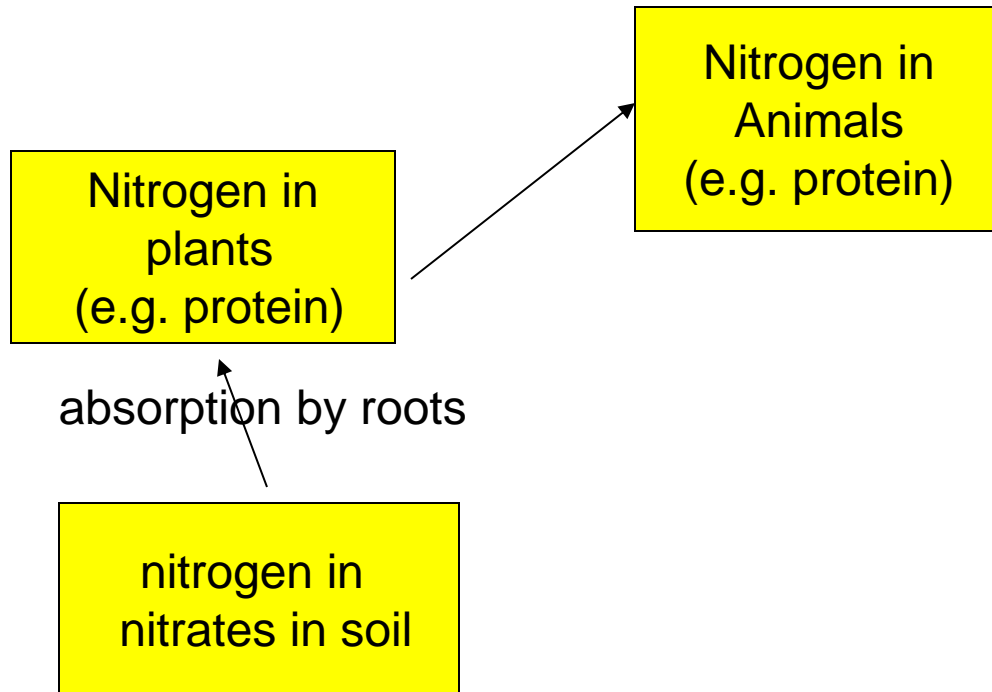 Nitrogen in
Animals
(e.g. protein)
Nitrogen in
plants
(e.g. protein)
absorption by roots
nitrogen in
nitrates in soil